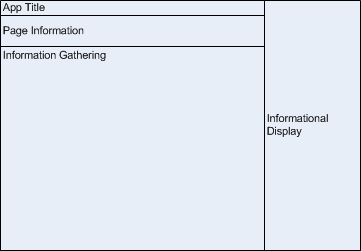 App Title
Page Information
Information Gathering
Informational
Display